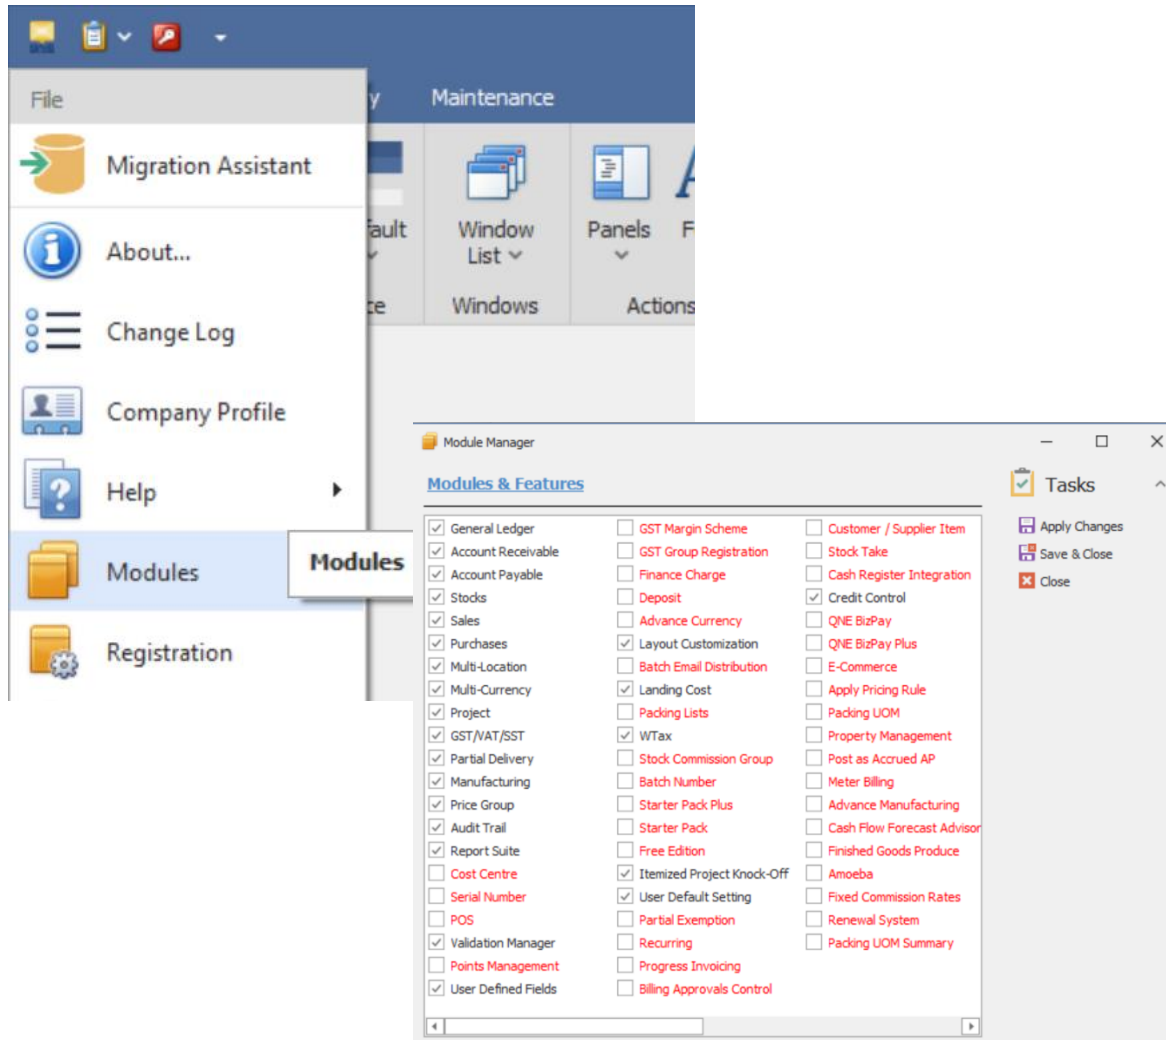 File
y
Maintenance
Migration Assistant
fault
Window
List
Panels
F
About...
ce
Windows
Actions
Change Log
Company Profile
Help
Modules
Modules
Registration
Module Manager
Modules & Features
Tasks
Apply Changes
Save & Close
Close
General Ledger
Account Receivable
Account Payable
Stocks
Sales
Purchases
Multi-Location
Multi-Currency
Project
GST/VAT/SST
Partial Delivery
Manufacturing
Price Group
Audit Trail
Report Suite
Cost Centre
Serial Number
POS
Validation Manager
Points Management
User Defined Fields
GST Margin Scheme
GST Group Registration
Finance Charge
Deposit
Advance Currency
Layout Customization
Batch Email Distribution
Landing Cost
Packing Lists
WTax
Stock Commission Group
Batch Number
Starter Pack Plus
Starter Pack
Free Edition
Itemized Project Knock-Off
User Default Setting
Partial Exemption
Recurring
Progress Invoicing
Billing Approvals Control
Customer / Supplier Item
Stock Take
Cash Register Integration
Credit Control
QNE BizPay
QNE BizPay Plus
E-Commerce
Apply Pricing Rule
Packing UOM
Property Management
Post as Accrued AP
Meter Billing
Advance Manufacturing
Cash Flow Forecast Advisor
Finished Goods Produce
Amoeba
Fixed Commission Rates
Renewal System
Packing UOM Summary